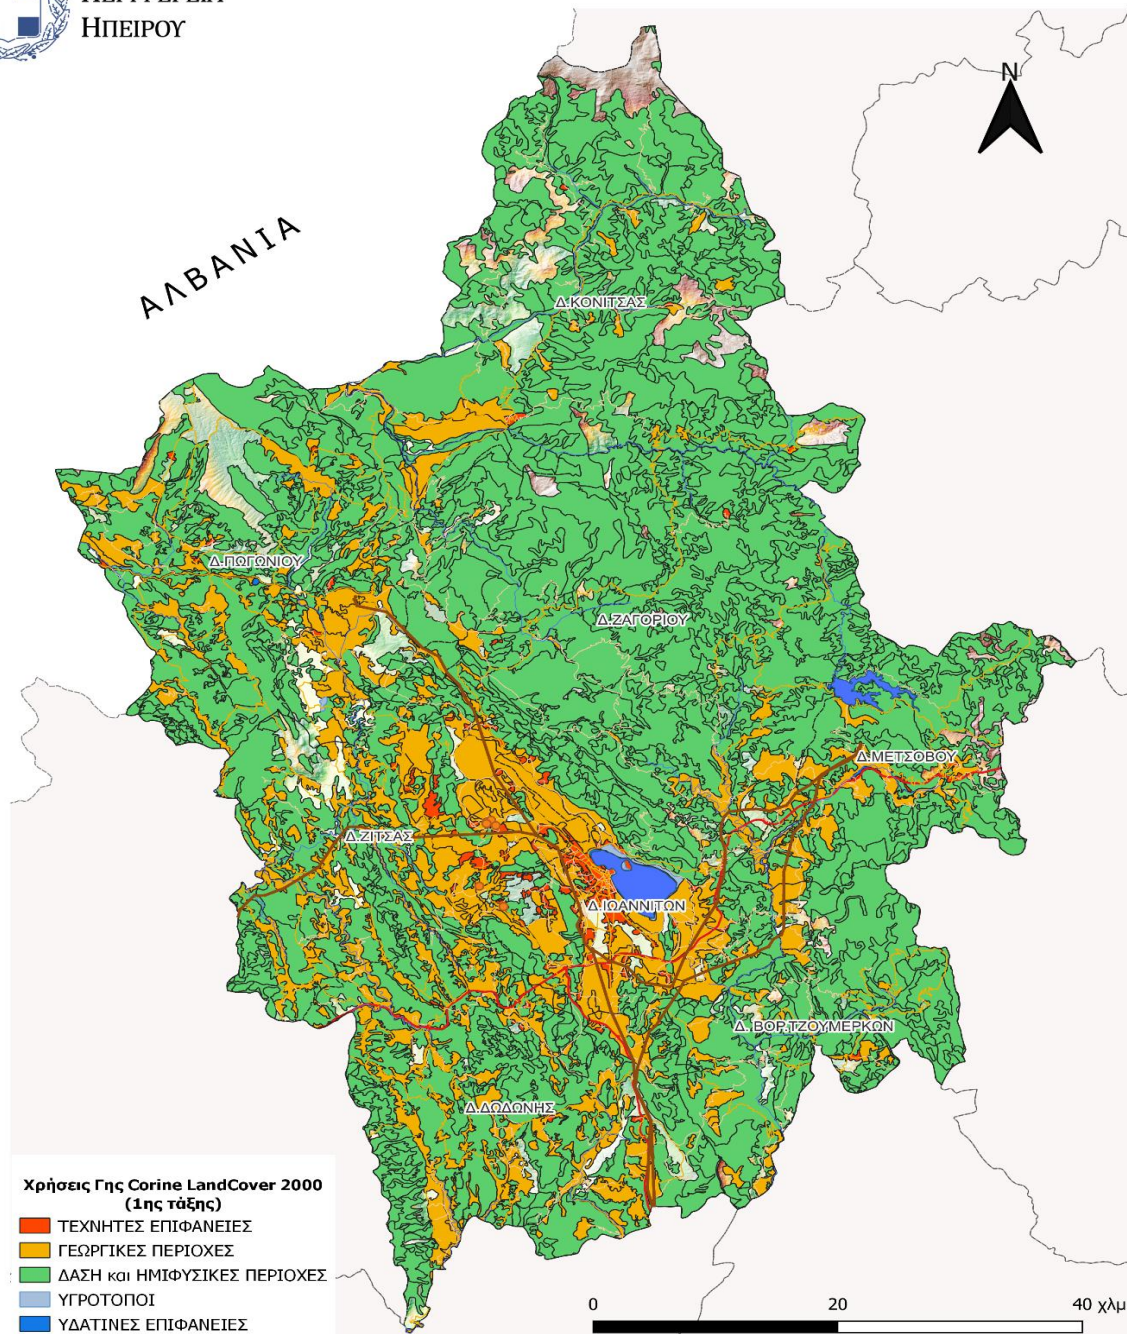 ΗΠΕΙΡΟΥ
N
ΑΛΒΑΝΙΑ
Δ.ΚΟΝΙΤΣΑΣ
Δ.ΠΩΓΩΝΙΟΥ
Δ.ΖΑΓΟΡΙΟΥ
Δ.ΜΕΤΣΟΒΟΥ
Δ.ΖΙΤΣΑΣ
Δ.ΙΩΑΝΝΙΤΩΝ
Δ. ΒΟΡ.ΤΖΟΥΜΕΡΚΩΝ
Δ.ΔΩΔΩΝΗΣ
Χρήσεις Γης Corine LandCover 2000
(1ης τάξης)
ΤΕΧΝΗΤΕΣ ΕΠΙΦΑΝΕΙΕΣ
ΓΕΩΡΓΙΚΕΣ ΠΕΡΙΟΧΕΣ
ΔΑΣΗ και ΗΜΙΦΥΣΙΚΕΣ ΠΕΡΙΟΧΕΣ
ΥΓΡΟΤΟΠΟΙ
ΥΔΑΤΙΝΕΣ ΕΠΙΦΑΝΕΙΕΣ
0 20 40 χλμ